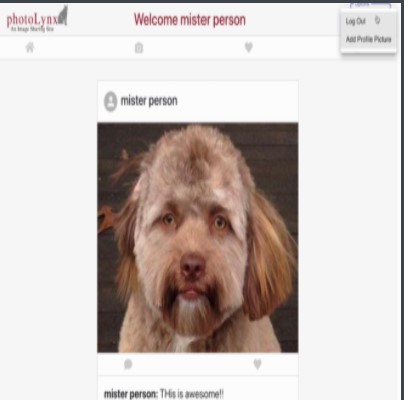 photoLynx
An Image Sharing Site
Welcome mister person
Log Out
Add Profile Picture
mister person
mister person: THis is awesome!!